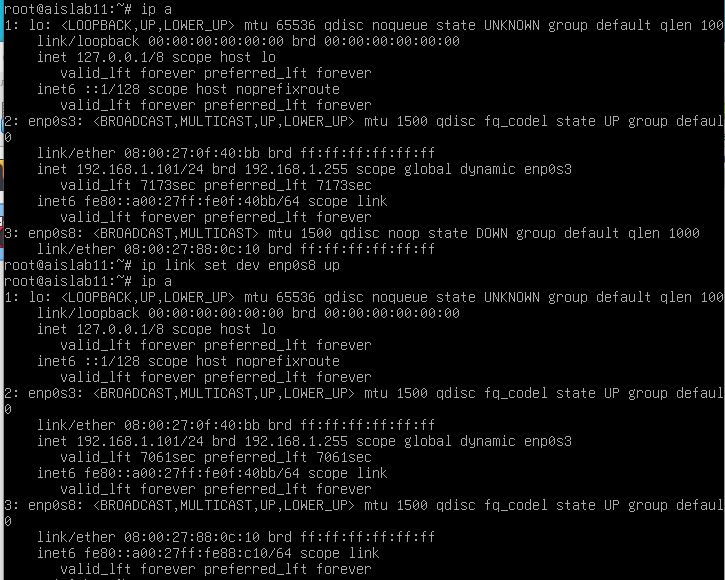 root@aislab11:~# ip a
1: lo: <LOOPBACK,UP,LOWER_UP> mtu 65536 qdisc noqueue state UNKNOWN group default qlen 100
link/loopback 00:00:00:00:00:00 brd 00:00:00:00:00:00
inet 127.0.0.1/8 scope host lo
valid_lft forever preferred_lft forever
inet6 ::1/128 scope host noprefixroute
valid_lft forever preferred_lft forever
2: enp0s3: <BROADCAST,MULTICAST,UP,LOWER_UP> mtu 1500 qdisc fq_codel state UP group defaul
0
link/ether 08:00:27:0f:40:bb brd ff:ff:ff:ff:ff:ff
inet 192.168.1.101/24 brd 192.168.1.255 scope global dynamic enp0s3
valid_lft 7173sec preferred_lft 7173sec
inet6 fe80::a00:27ff:fe0f:40bb/64 scope link
valid_lft forever preferred_lft forever
3: enp0s8: <BROADCAST,MULTICAST> mtu 1500 qdisc noop state DOWN group default qlen 1000
link/ether 08:00:27:88:0c:10 brd ff:ff:ff:ff:ff:ff
root@aislab11:~# ip link set dev enp0s8 up
root@aislab11:~# ip a
1: lo: <LOOPBACK,UP,LOWER_UP> mtu 65536 qdisc noqueue state UNKNOWN group default qlen 100
link/loopback 00:00:00:00:00:00 brd 00:00:00:00:00:00
inet 127.0.0.1/8 scope host lo
valid_lft forever preferred_lft forever
inet6 ::1/128 scope host noprefixroute
valid_lft forever preferred_lft forever
2: enp0s3: <BROADCAST,MULTICAST,UP,LOWER_UP> mtu 1500 qdisc fq_codel state UP group defaul
0
link/ether 08:00:27:0f:40:bb brd ff:ff:ff:ff:ff:ff
inet 192.168.1.101/24 brd 192.168.1.255 scope global dynamic enp0s3
valid_lft 7061sec preferred_lft 7061sec
inet6 fe80::a00:27ff:fe0f:40bb/64 scope link
valid_lft forever preferred_lft forever
3: enp0s8: <BROADCAST,MULTICAST,UP,LOWER_UP> mtu 1500 qdisc fq_codel state UP group defaul
0
link/ether 08:00:27:88:0c:10 brd ff:ff:ff:ff:ff:ff
inet6 fe80::a00:27ff:fe88:c10/64 scope link
valid_lft forever preferred_lft forever